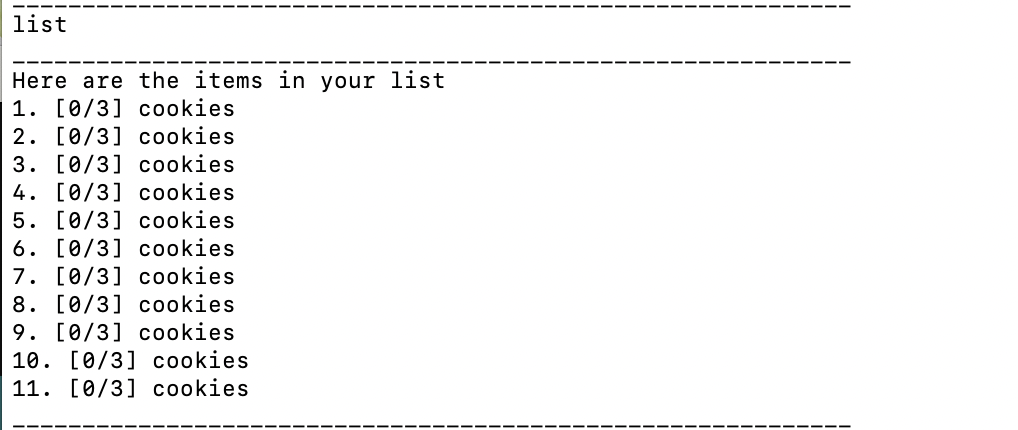 ____________________________________________________________
list
____________________________________________________________
Here are the items in your list
1. [0/3] cookies
2. [0/3] cookies
3. [0/3] cookies
4. [0/3] cookies
5. [0/3] cookies
6. [0/3] cookies
7. [0/3] cookies
8. [0/3] cookies
9. [0/3] cookies
10. [0/3] cookies
11. [0/3] cookies
____________________________________________________________